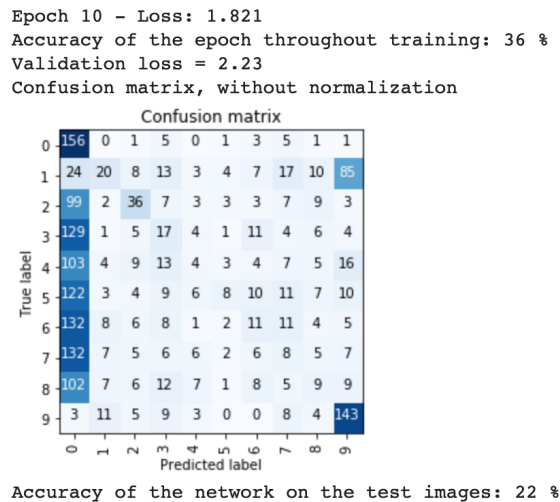 Epoch 10 - Loss: 1.821
Accuracy of the epoch throughout training: 36 %
Validation loss = 2.23
Confusion matrix, without normalization
Confusion matrix
0 156 0 1 5 0 1 3 5 1 1
1 24 20 8 13 3 4 7 17 10 85
2 99 2 36 7 3 3 3 7 9 3
3 129 1 5 17 4 1 11 4 6 4
4 103 4 9 13 4 3 4 7 5 16
5 122 3 4 9 6 8 10 11 7 10
6 132 8 6 8 1 2 11 11 4 5
7 132 7 5 6 6 2 6 8 5 7
8 102 7 6 12 7 1 8 5 9 9
9 3 11 5 9 3 0 0 8 4 143
True label
0 1 2 3 4 5 6 7 8 9
Predicted label
Accuracy of the network on the test images: 22 %